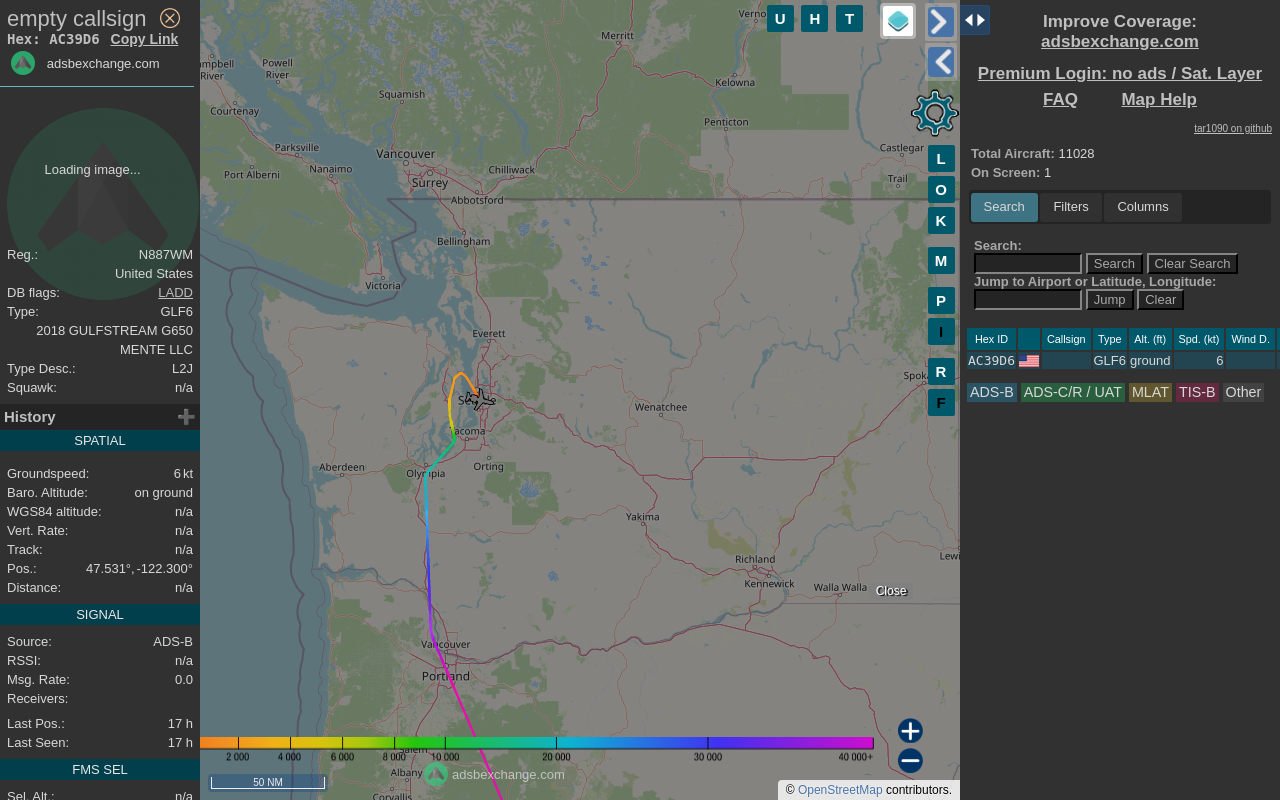 empty callsign
Hex: AC39D6 Copy Link
adsbexchange.com
Loading image...
Reg.: N887WM
United States
DB flags: LADD
Type: GLF6
2018 GULFSTREAM G650
MENTE LLC
Type Desc.: L2J
Squawk: n/a
History
SPATIAL
Groundspeed: 6 kt
Baro. Altitude: on ground
WGS84 altitude: n/a
Vert. Rate: n/a
Track: n/a
Pos.: 47.531°, -122.300°
Distance: n/a
SIGNAL
Source: ADS-B
RSSI: n/a
Msg. Rate: 0.0
Receivers:
Last Pos.: 17 h
Last Seen: 17 h
FMS SEL
Sel. Alt.: n/a
U H T
Merritt
Powell
River
River
Squamish
Kelowna
Courtenay
Penticton
Parksville
Vancouver
Castlegar
Nanaimo
Chilliwack
Port Alberni
Surrey
Trail
Abbotsford
Bellingham
Victoria
Everett
Wenatchee
Aberdeen
Orting
Olympia
Yakima
Richland
Kennewick
Walla Walla
Vancouver
Portland
Albany
Corvallis
L
O
K
M
P
I
R
F
Close
2 000 4 000 6 000 8 000 10 000 20 000 30 000 40 000+
adsbexchange.com
50 NM
© OpenStreetMap contributors.
Improve Coverage:
adsbexchange.com
Premium Login: no ads / Sat. Layer
FAQ Map Help
tar1090 on github
Total Aircraft: 11028
On Screen: 1
Search Filters Columns
Search:
Search Clear Search
Jump to Airport or Latitude, Longitude:
Jump Clear
Hex ID Callsign Type Alt. (ft) Spd. (kt) Wind D.
AC39D6 GLF6 ground 6
ADS-B ADS-C/R / UAT MLAT TIS-B Other